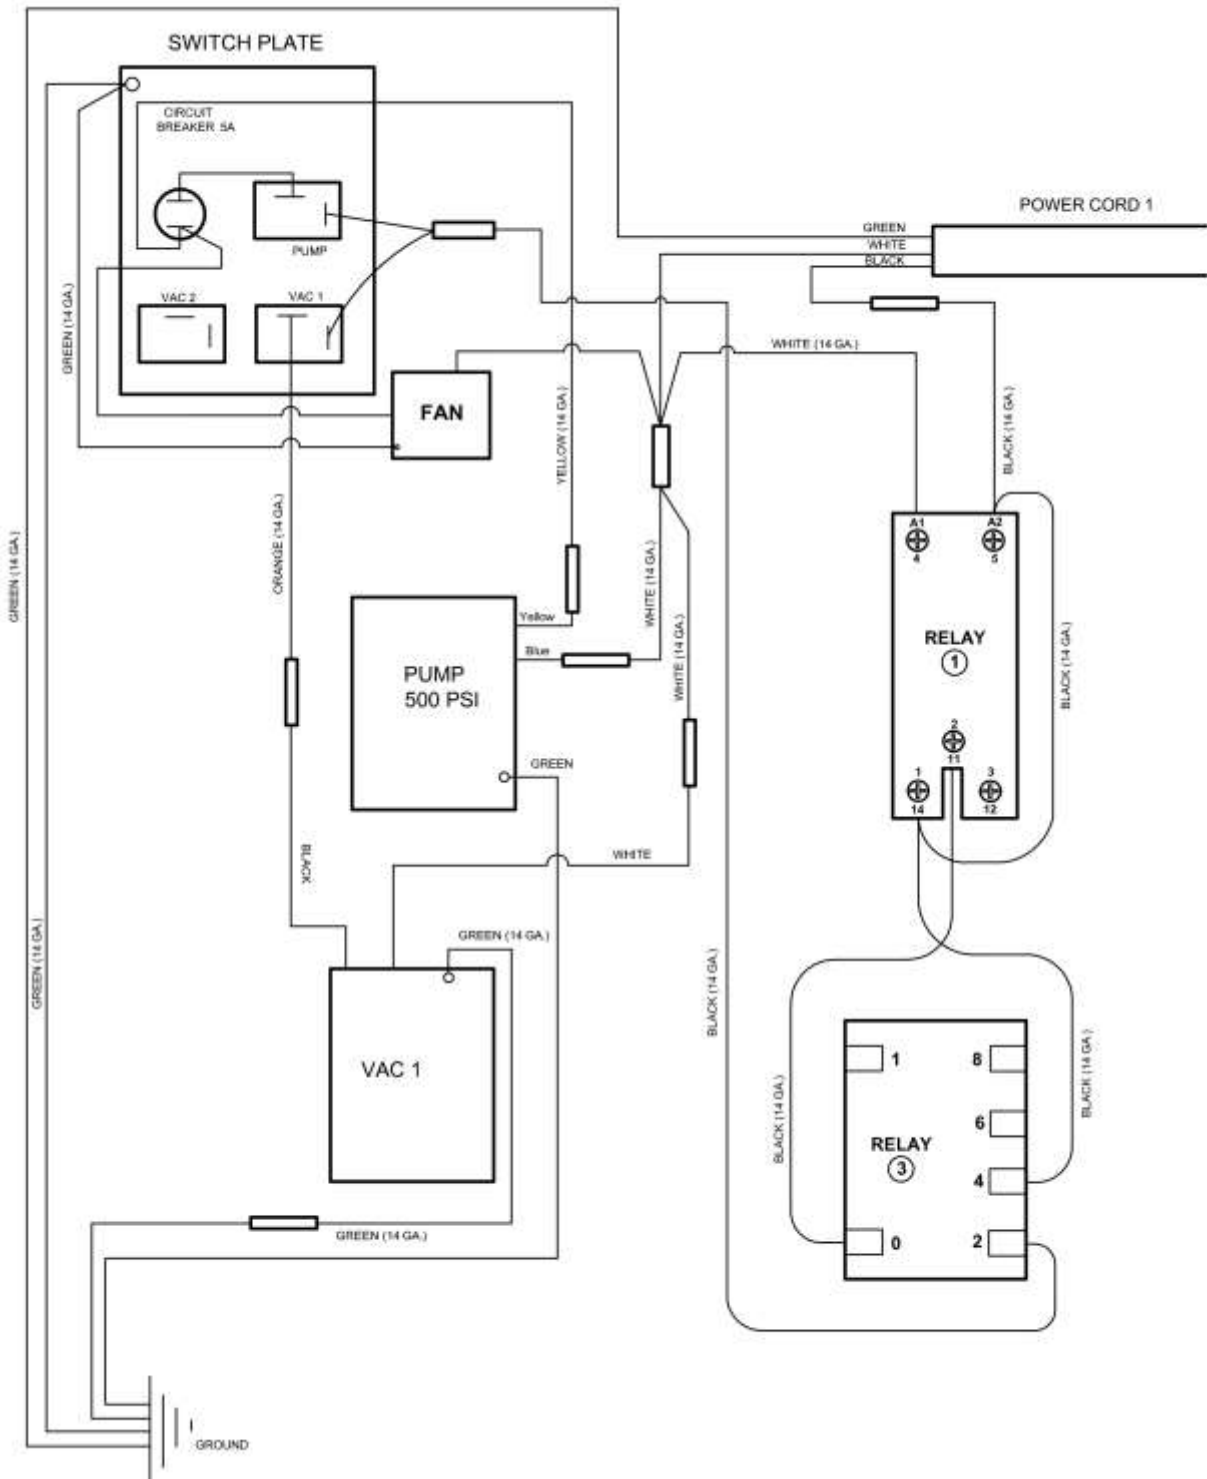 SWITCH PLATE
CIRCUIT
BREAKER 5A
PUMP
VAC 2
VAC 1
GREEN (14 GA.)
POWER CORD 1
GREEN
WHITE
BLACK
WHITE (14 GA.)
FAN
YELLOW (14 GA.)
BLACK (14 GA.)
ORANGE (14 GA.)
GREEN (14 GA.)
A1
4
A2
5
RELAY
1
2
11
1
14
3
12
BLACK (14 GA.)
Yellow
Blue
WHITE (14 GA.)
WHITE (14 GA.)
PUMP
500 PSI
GREEN
WHITE
BLACK
GREEN (14 GA.)
GREEN (14 GA.)
VAC 1
BLACK (14 GA.)
BLACK (14 GA.)
BLACK (14 GA.)
1
8
6
RELAY
3
4
0
2
GREEN (14 GA.)
GROUND